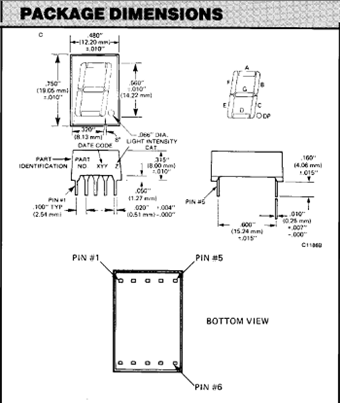 PACKAGE DIMENSIONS
C
.480"
(12.20 mm)
±.010"
.750"
(19.05 mm)
±.010"
.560"
±.010"
(14.22 mm)
.320"
(8.13 mm)
8°
.066" DIA.
DATE CODE
LIGHT INTENSITY
CAT.
PART
IDENTIFICATION
PART
NO
XYY
Z
.315"
(8.00 mm)
±.010"
PIN #1
.100" TYP
(2.54 mm)
.050"
(1.27 mm)
.020" +.004"
(0.51 mm) -.000"
A
F
B
G
E
C
D
DP
.160"
(4.06 mm)
±.015"
PIN #5
.600"
(15.24 mm)
±.015"
.010"
(0.25 mm)
+.007"
-.000"
PIN #1
PIN #5
BOTTOM VIEW
PIN #6